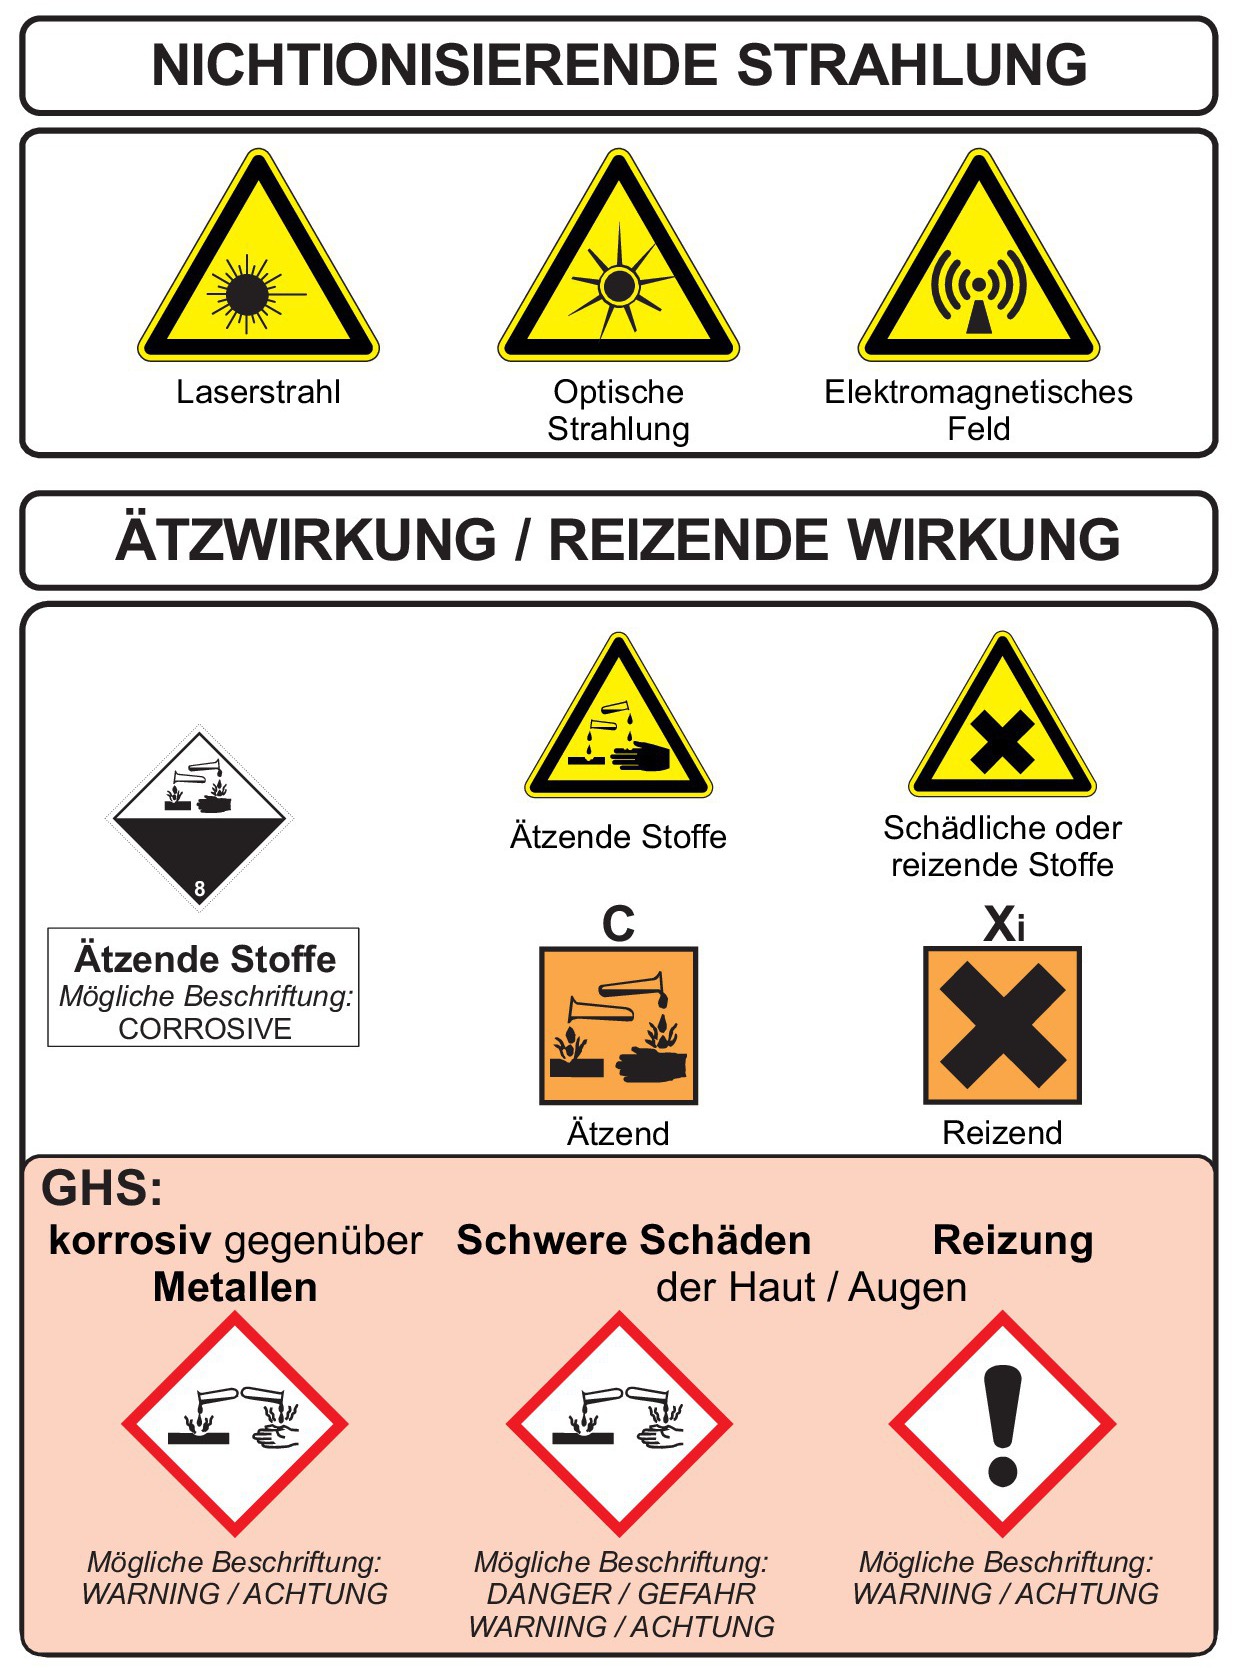 NICHTIONISIERENDE STRAHLUNG
Laserstrahl
Optische
Strahlung
Elektromagnetisches
Feld
ÄTZWIRKUNG / REIZENDE WIRKUNG
8
Ätzende Stoffe
Mögliche Beschriftung:
CORROSIVE
Ätzende Stoffe
Schädliche oder
reizende Stoffe
C
Ätzend
Xi
Reizend
GHS:
korrosiv gegenüber
Metallen
Schwere Schäden
Reizung
der Haut / Augen
Mögliche Beschriftung:
WARNING / ACHTUNG
Mögliche Beschriftung:
DANGER / GEFAHR
WARNING / ACHTUNG
Mögliche Beschriftung:
WARNING / ACHTUNG